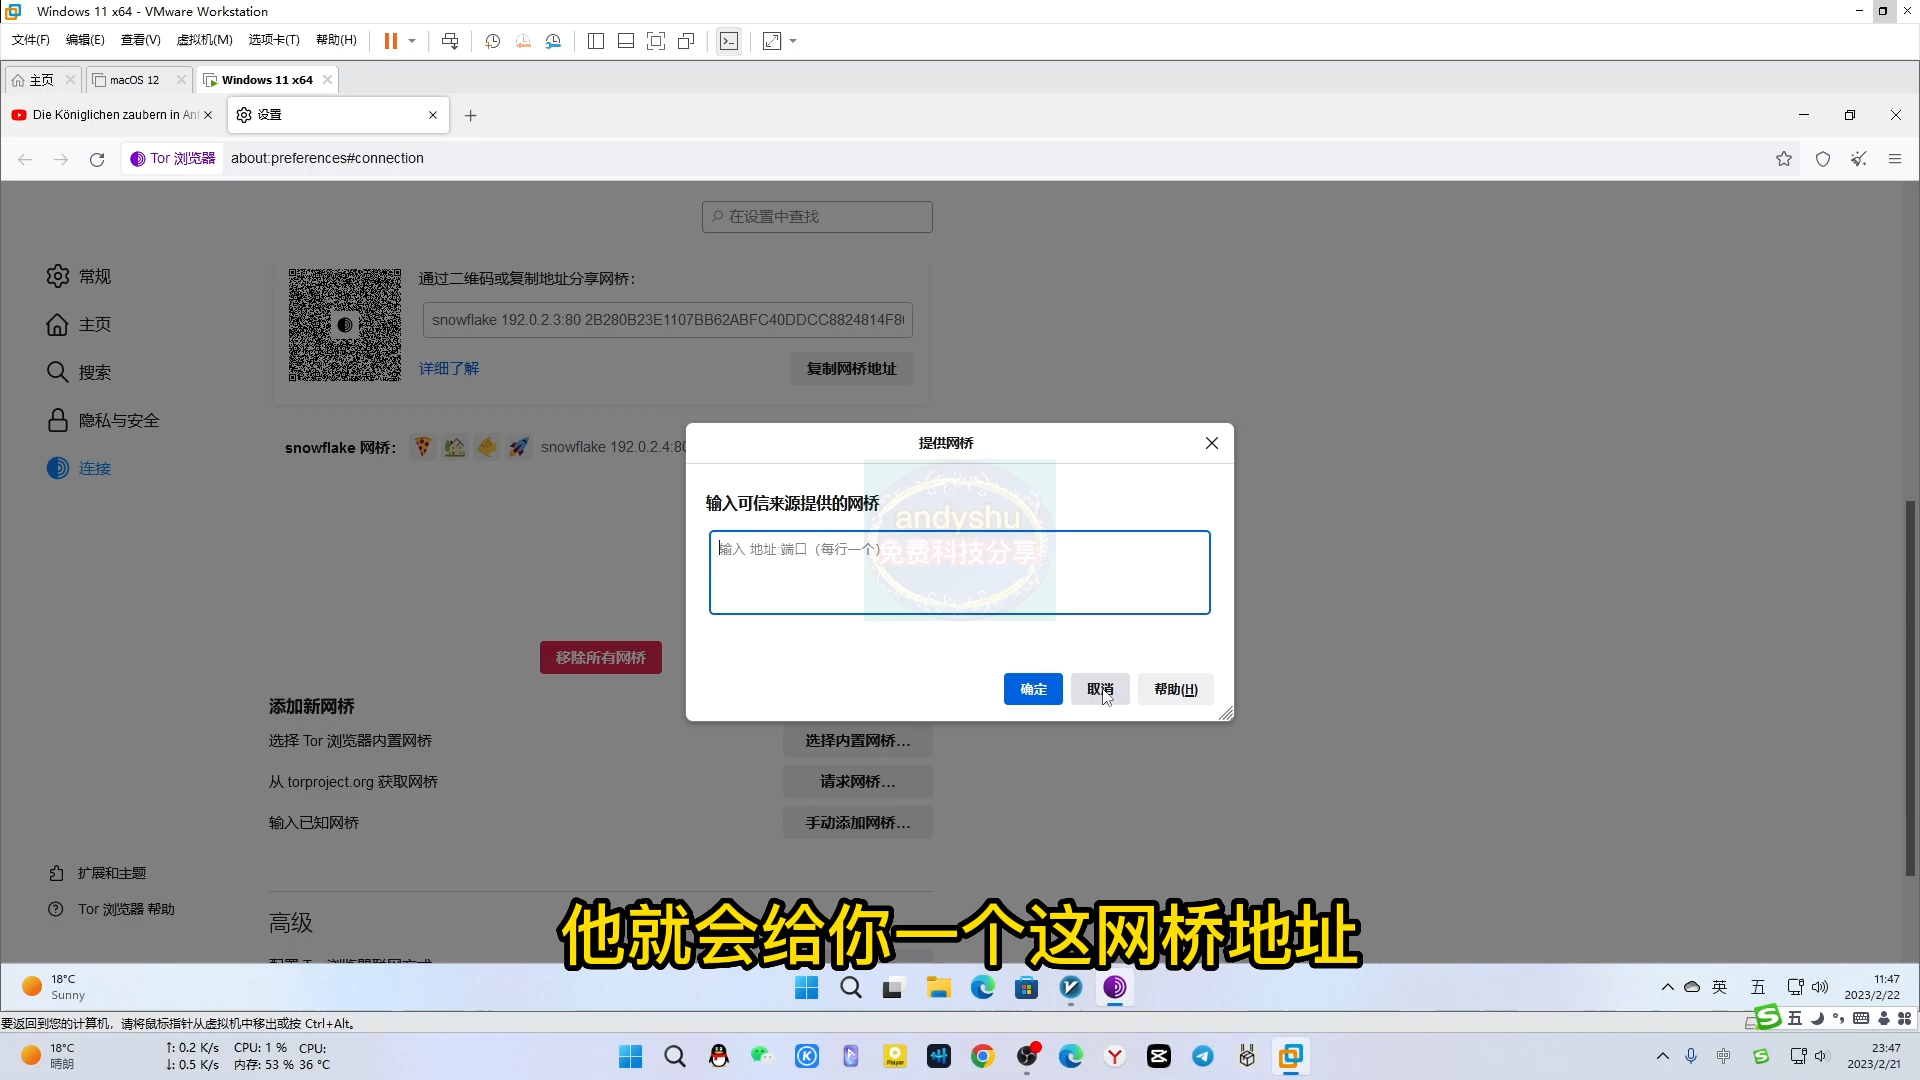 Windows 11 x64 - VMware Workstation
文件(F) 编辑(E) 查看(V) 虚拟机(M) 选项卡(T) 帮助(H)
主页 macOS 12 Windows 11 x64
Die Königlichen zaubern in Anf 设置
Tor 浏览器 about:preferences#connection
在设置中查找
常规
主页
搜索
隐私与安全
连接
扩展和主题
Tor 浏览器 帮助
通过二维码或复制地址分享网桥:
snowflake 192.0.2.3:80 2B280B23E1107BB62ABFC40DDCC8824814F80
详细了解 复制网桥地址
snowflake 网桥: snowflake 192.0.2.4:80
提供网桥
输入可信来源提供的网桥
输入 地址:端口（每行一个）
andyshu
免费科技分享
确定 取消 帮助(H)
移除所有网桥
添加新网桥
选择 Tor 浏览器内置网桥 选择内置网桥…
从 torproject.org 获取网桥 请求网桥…
输入已知网桥 手动添加网桥…
高级
他就会给你一个这网桥地址
18°C
Sunny
英 五
11:47
2023/2/22
要返回到您的计算机，请将鼠标指针从虚拟机中移出或按 Ctrl+Alt。
五
18°C
晴朗
↑: 0.2 K/s CPU: 1 % CPU:
↓: 0.5 K/s 内存: 53 % 36 °C
Player
中
23:47
2023/2/21